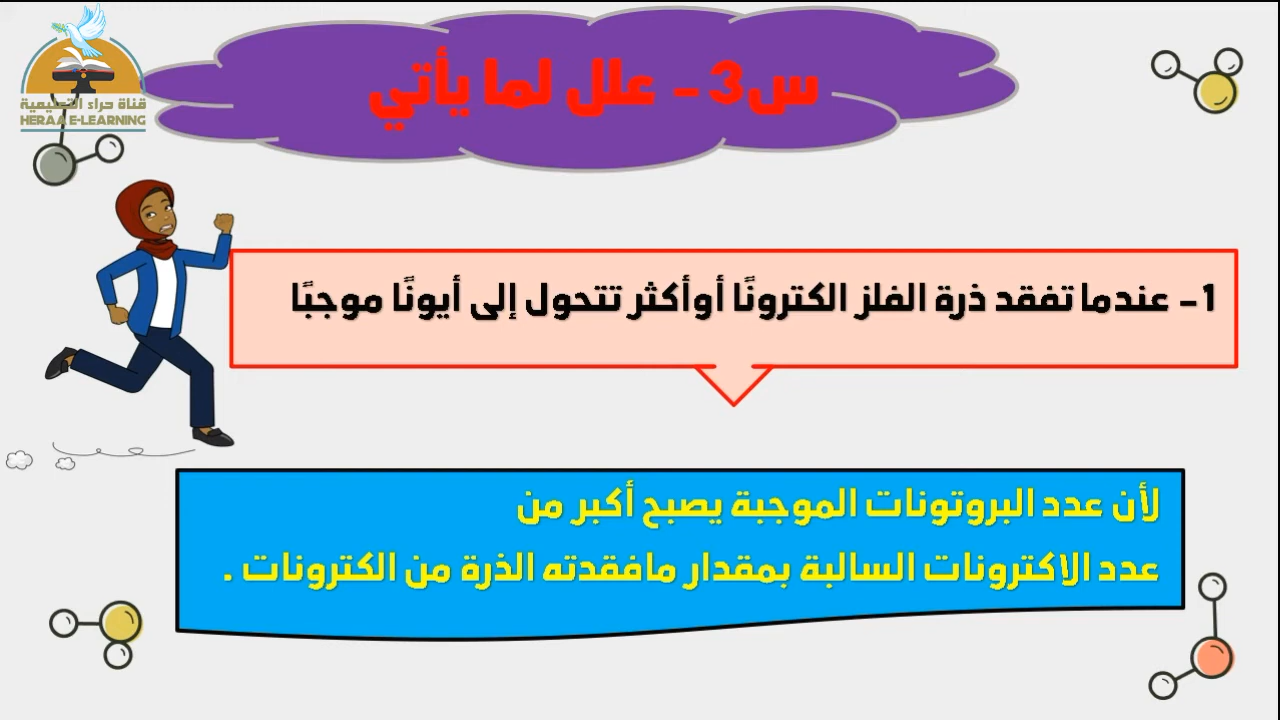 قناة حراء التعليمية
HERAA E-LEARNING
س3 - علل لما يأتي
1- عندما تفقد ذرة الفلز الكترونًا أوأكثر تتحول إلى أيونًا موجبًا
لأن عدد البروتونات الموجبة يصبح أكبر من
عدد الاكترونات السالبة بمقدار مافقدته الذرة من الكترونات .